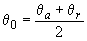 θ₀ = (θₐ + θᵣ) / 2